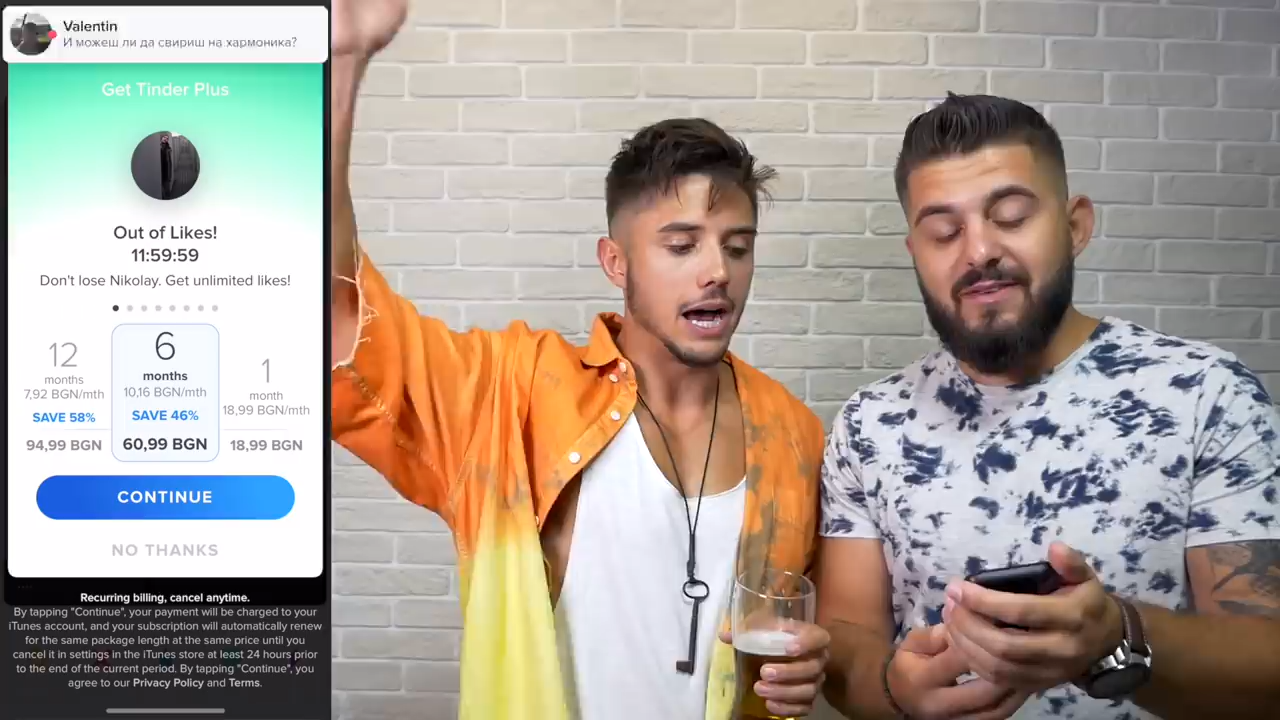 Valentin
И можеш ли да свириш на хармоника?
Get Tinder Plus
Out of Likes!
11:59:59
Don't lose Nikolay. Get unlimited likes!
12
months
7,92 BGN/mth
SAVE 58%
94,99 BGN
6
months
10,16 BGN/mth
SAVE 46%
60,99 BGN
1
month
18,99 BGN/mth
18,99 BGN
CONTINUE
NO THANKS
Recurring billing, cancel anytime.
By tapping "Continue", your payment will be charged to your
iTunes account, and your subscription will automatically renew
for the same package length at the same price until you
cancel it in settings in the iTunes store at least 24 hours prior
to the end of the current period. By tapping "Continue", you
agree to our Privacy Policy and Terms.